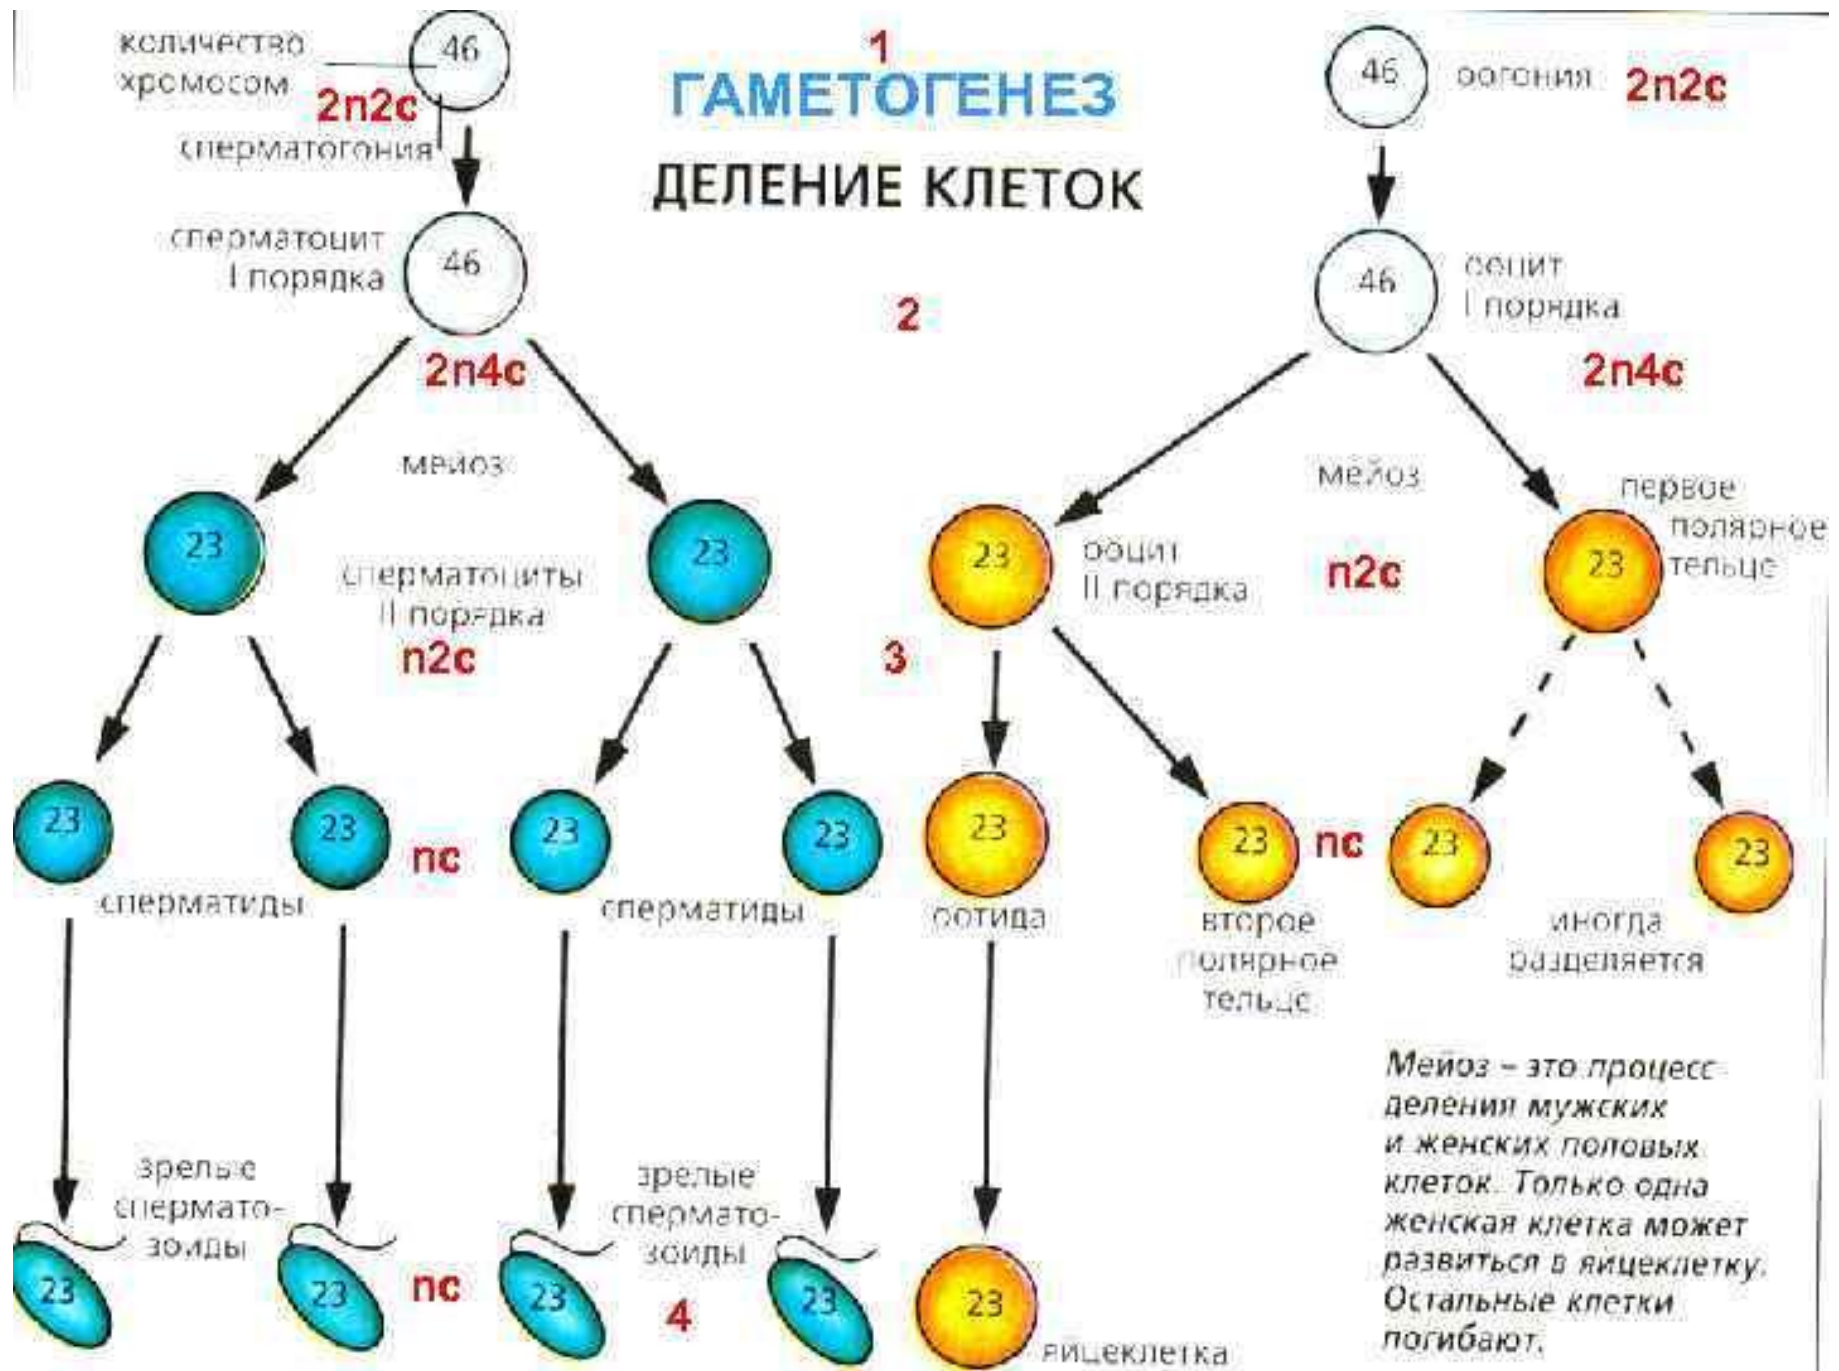 количество
хромосом
46
2n2c
сперматогония
1
ГАМЕТОГЕНЕЗ
ДЕЛЕНИЕ КЛЕТОК
46
оогония
2n2c
сперматоцит
I порядка
46
2n4c
2
46
ооцит
I порядка
2n4c
мейоз
23
23
сперматоциты
II порядка
n2c
мейоз
23
ооцит
II порядка
n2c
23
первое
полярное
тельце
3
23
23
nc
23
23
сперматиды
сперматиды
23
оотида
23
второе
полярное
тельце
nc
23
23
иногда
разделяется
зрелые
спермато-
зоиды
23
23
nc
зрелые
спермато-
зоиды
23
23
4
23
яйцеклетка
Мейоз – это процесс
деления мужских
и женских половых
клеток. Только одна
женская клетка может
развиться в яйцеклетку.
Остальные клетки
погибают.